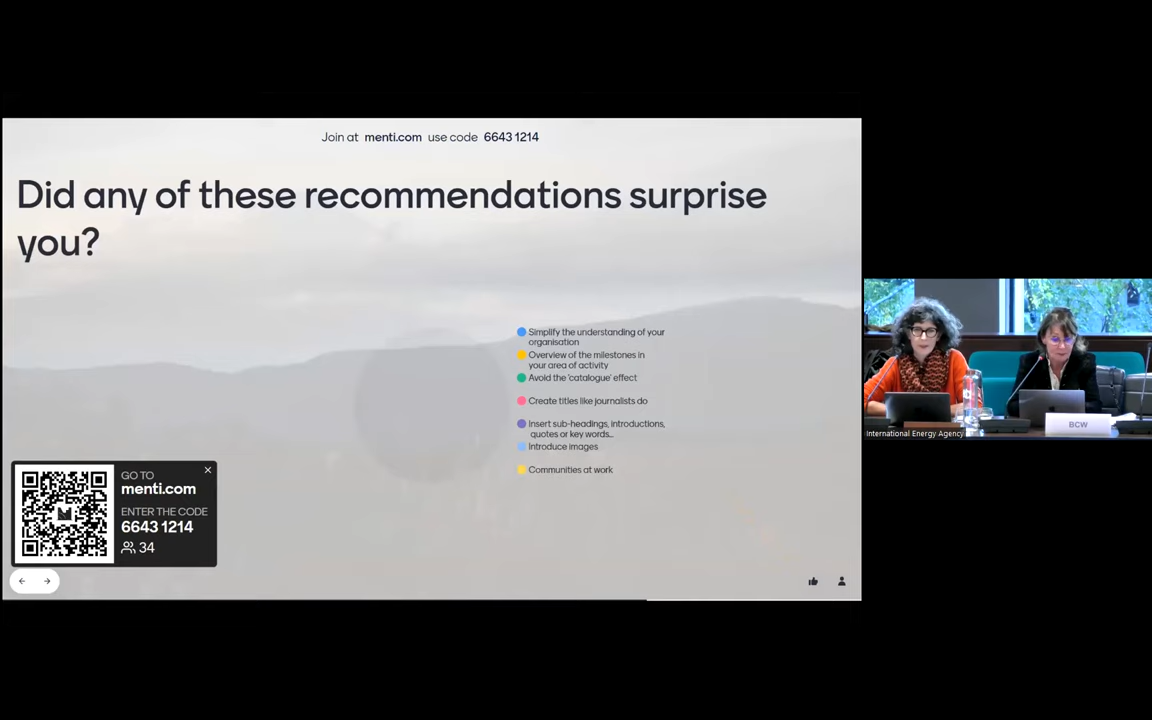 Join at menti.com use code 6643 1214
Did any of these recommendations surprise
you?
Simplify the understanding of your
organisation
Overview of the milestones in
your area of activity
Avoid the 'catalogue' effect
Create titles like journalists do
Insert sub-headings, introductions,
quotes or key words...
Introduce images
Communities at work
GO TO
menti.com
ENTER THE CODE
6643 1214
34
International Energy Agency
BCW